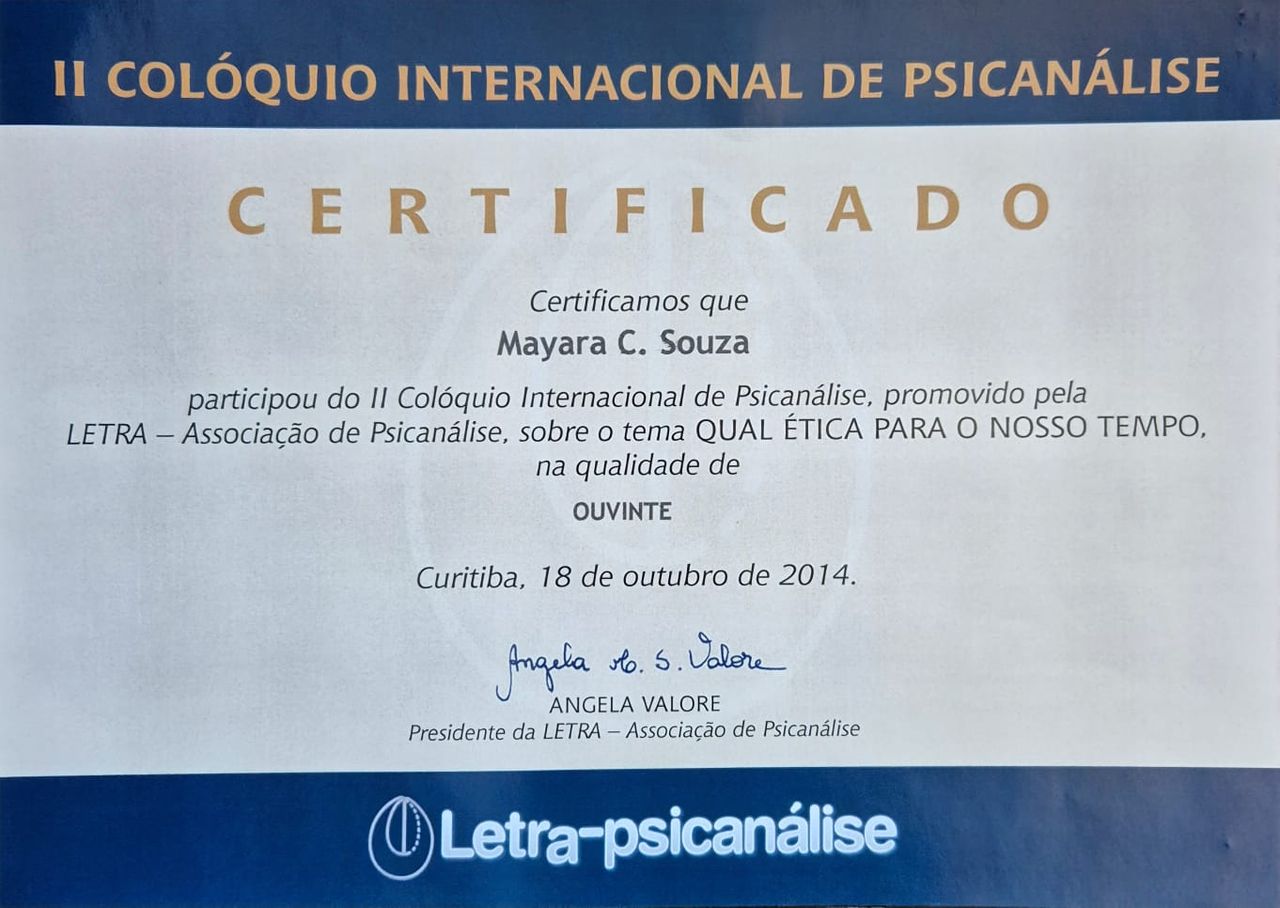 II COLÓQUIO INTERNACIONAL DE PSICANÁLISE
CERTIFICADO
Certificamos que
Mayara C. Souza
participou do II Colóquio Internacional de Psicanálise, promovido pela
LETRA – Associação de Psicanálise, sobre o tema QUAL ÉTICA PARA O NOSSO TEMPO,
na qualidade de
OUVINTE
Curitiba, 18 de outubro de 2014.
Angela M. S. Valore
ANGELA VALORE
Presidente da LETRA – Associação de Psicanálise
Letra-psicanálise